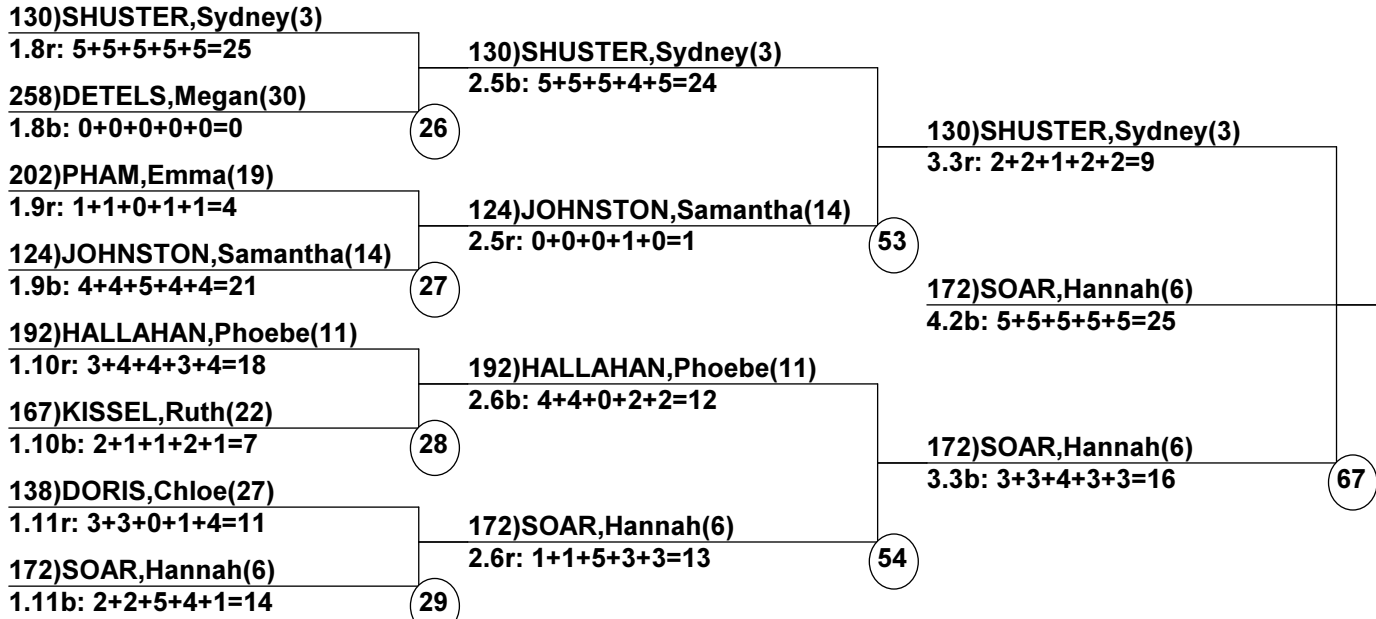 130)SHUSTER,Sydney(3)
1.8r: 5+5+5+5+5=25
258)DETELS,Megan(30)
1.8b: 0+0+0+0+0=0
26
202)PHAM,Emma(19)
1.9r: 1+1+0+1+1=4
124)JOHNSTON,Samantha(14)
1.9b: 4+4+5+4+4=21
27
192)HALLAHAN,Phoebe(11)
1.10r: 3+4+4+3+4=18
167)KISSEL,Ruth(22)
1.10b: 2+1+1+2+1=7
28
138)DORIS,Chloe(27)
1.11r: 3+3+0+1+4=11
172)SOAR,Hannah(6)
1.11b: 2+2+5+4+1=14
29
130)SHUSTER,Sydney(3)
2.5b: 5+5+5+4+5=24
124)JOHNSTON,Samantha(14)
2.5r: 0+0+0+1+0=1
53
192)HALLAHAN,Phoebe(11)
2.6b: 4+4+0+2+2=12
172)SOAR,Hannah(6)
2.6r: 1+1+5+3+3=13
54
130)SHUSTER,Sydney(3)
3.3r: 2+2+1+2+2=9
172)SOAR,Hannah(6)
4.2b: 5+5+5+5+5=25
172)SOAR,Hannah(6)
3.3b: 3+3+4+3+3=16
67